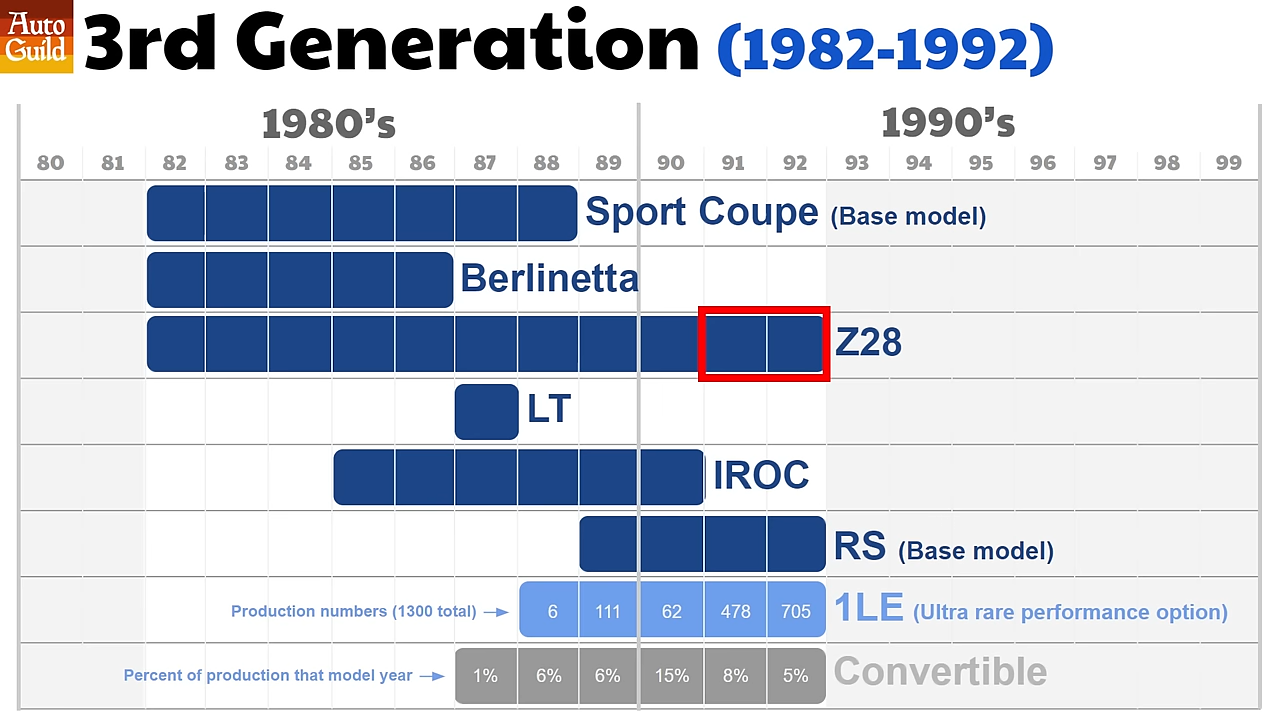 Auto
Guild
3rd Generation (1982-1992)
1980's 1990's
80 81 82 83 84 85 86 87 88 89 90 91 92 93 94 95 96 97 98 99
Sport Coupe (Base model)
Berlinetta
Z28
LT
IROC
RS (Base model)
Production numbers (1300 total) → 6 111 62 478 705 1LE (Ultra rare performance option)
Percent of production that model year → 1% 6% 6% 15% 8% 5% Convertible